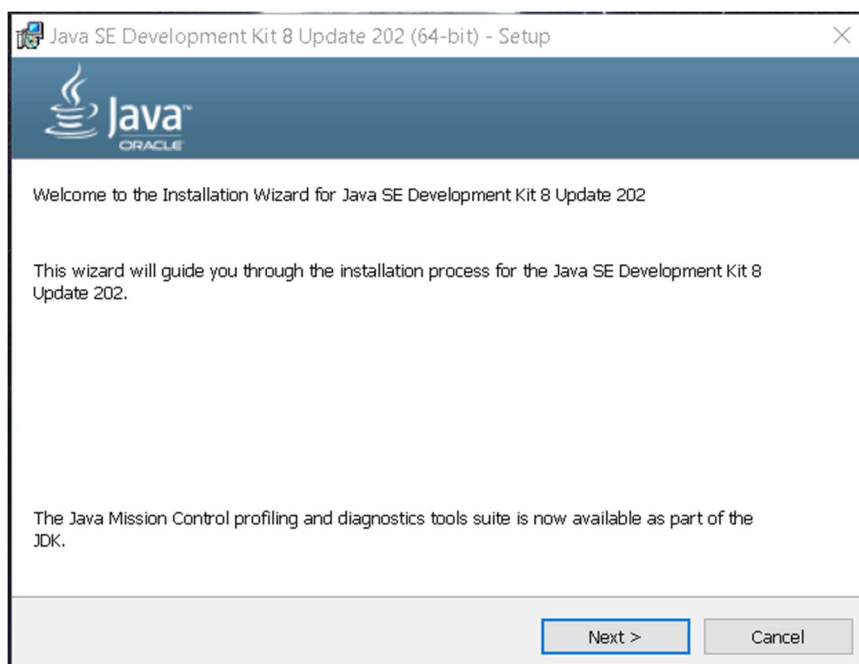 Java SE Development Kit 8 Update 202 (64-bit) - Setup
Java™
ORACLE
Welcome to the Installation Wizard for Java SE Development Kit 8 Update 202
This wizard will guide you through the installation process for the Java SE Development Kit 8
Update 202.
The Java Mission Control profiling and diagnostics tools suite is now available as part of the
JDK.
Next >
Cancel